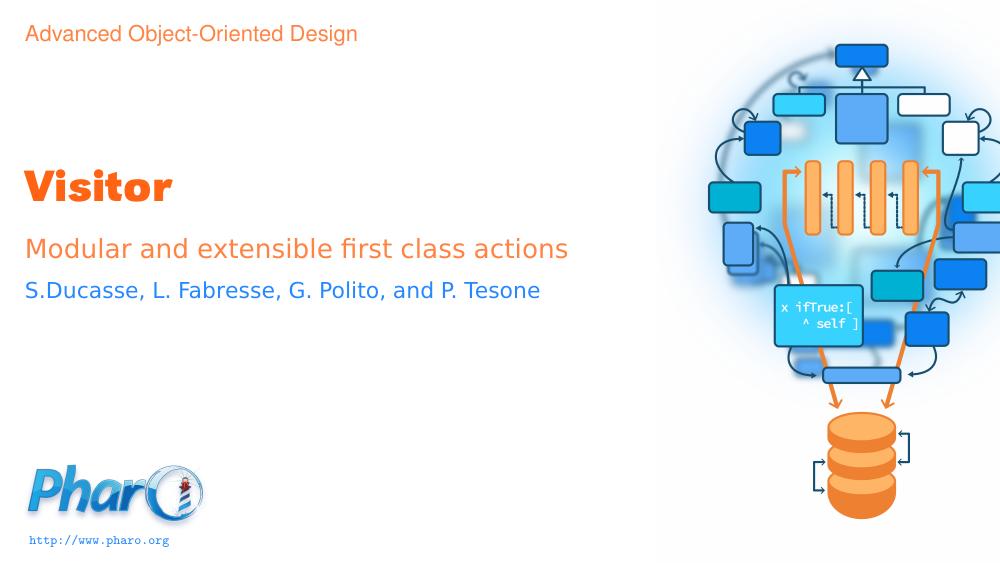 Advanced Object-Oriented Design
Visitor
Modular and extensible first class actions
S.Ducasse, L. Fabresse, G. Polito, and P. Tesone
x ifTrue:[
^ self ]
Pharo
http://www.pharo.org